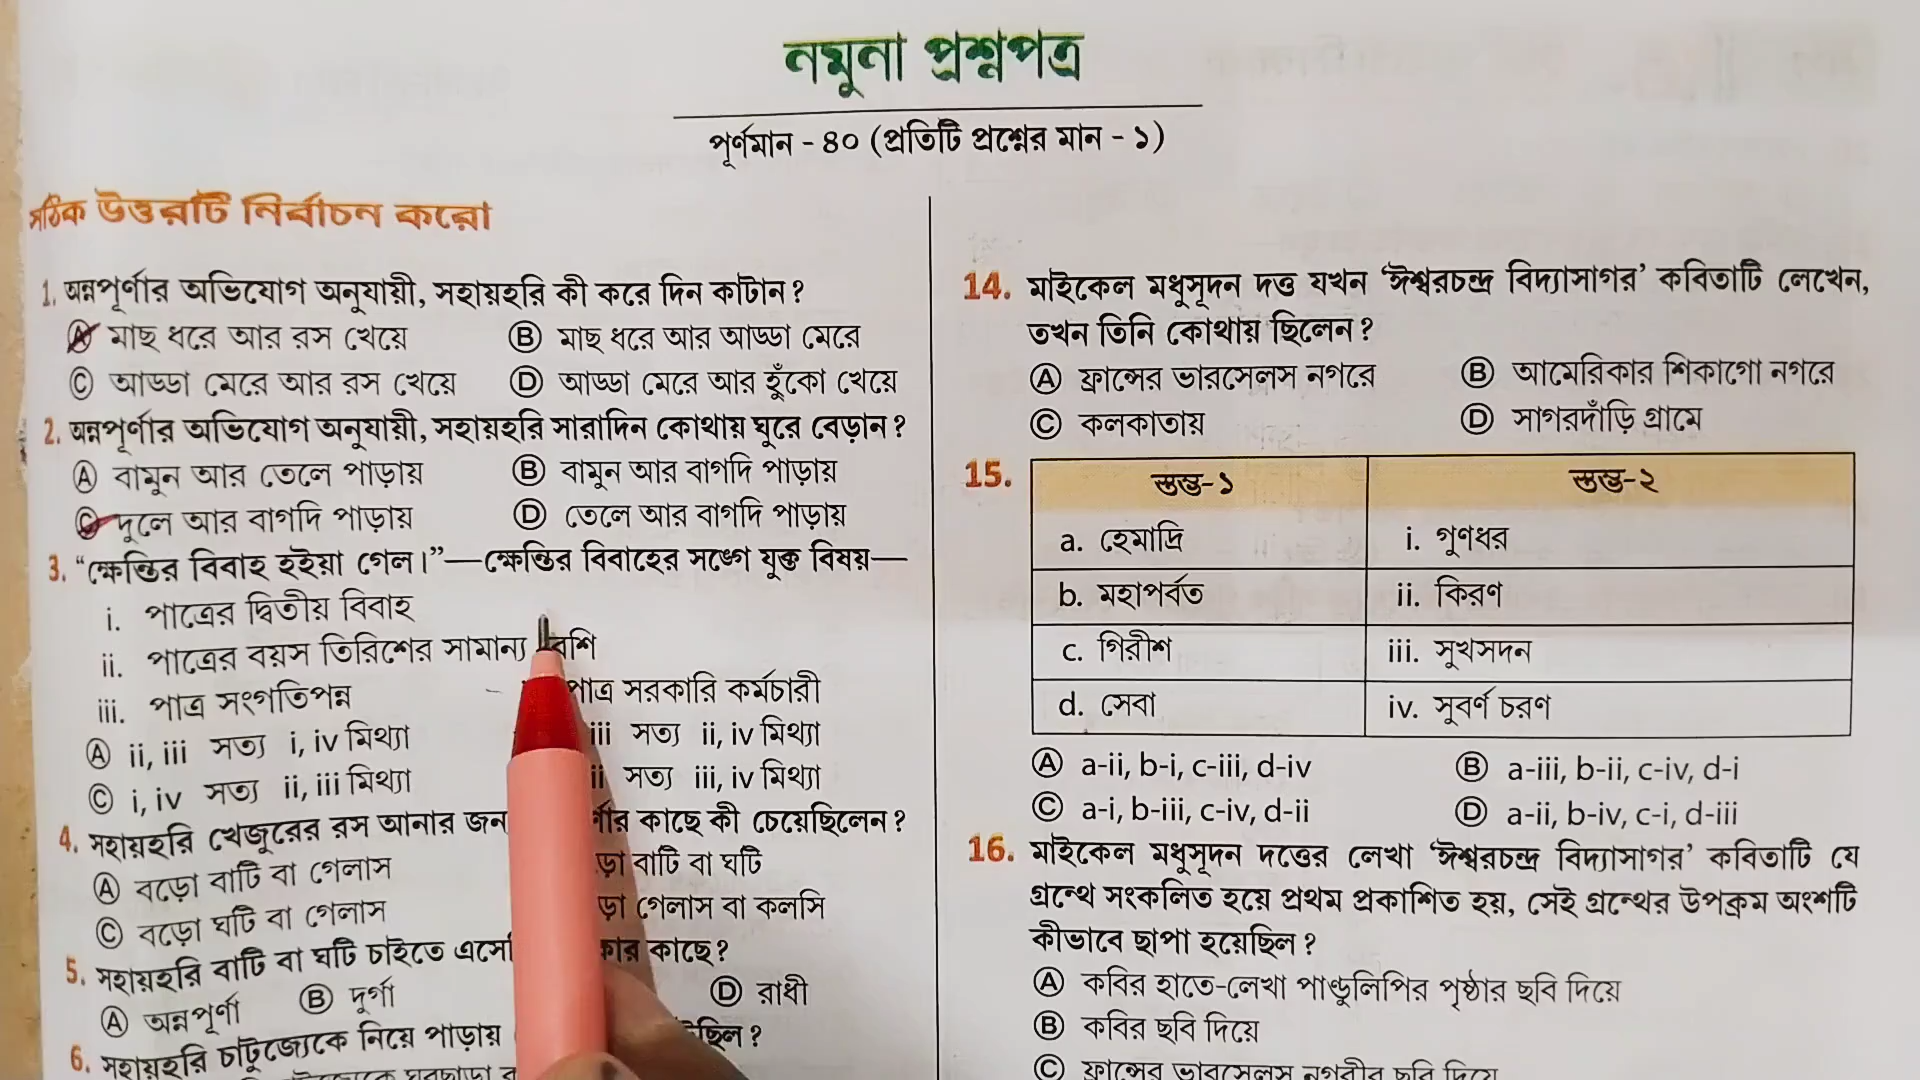 নমুনা প্রশ্নপত্র
পূর্ণমান - ৪০ (প্রতিটি প্রশ্নের মান - ১)
সঠিক উত্তরটি নির্বাচন করো
1. অন্নপূর্ণার অভিযোগ অনুযায়ী, সহায়হরি কী করে দিন কাটান?
Ⓐ মাছ ধরে আর রস খেয়ে Ⓑ মাছ ধরে আর আড্ডা মেরে
Ⓒ আড্ডা মেরে আর রস খেয়ে Ⓓ আড্ডা মেরে আর হুঁকো খেয়ে
2. অন্নপূর্ণার অভিযোগ অনুযায়ী, সহায়হরি সারাদিন কোথায় ঘুরে বেড়ান?
Ⓐ বামুন আর তেলে পাড়ায় Ⓑ বামুন আর বাগদি পাড়ায়
Ⓒ দুলে আর বাগদি পাড়ায় Ⓓ তেলে আর বাগদি পাড়ায়
3. “ক্ষেন্তির বিবাহ হইয়া গেল।”—ক্ষেন্তির বিবাহের সঙ্গে যুক্ত বিষয়—
i. পাত্রের দ্বিতীয় বিবাহ
ii. পাত্রের বয়স তিরিশের সামান্য
iii. পাত্র সংগতিপন্ন পাত্র সরকারি কর্মচারী
Ⓐ ii, iii সত্য i, iv মিথ্যা iii সত্য ii, iv মিথ্যা
Ⓒ i, iv সত্য ii, iii মিথ্যা ii সত্য iii, iv মিথ্যা
4. সহায়হরি খেজুরের রস আনার কাছে কী চেয়েছিলেন?
Ⓐ বড়ো বাটি বা গেলাস বাটি বা ঘটি
Ⓒ বড়ো ঘটি বা গেলাস গেলাস বা কলসি
5. সহায়হরি বাটি বা ঘটি চাইতে কাছে?
Ⓐ অন্নপূর্ণা Ⓑ দুর্গা Ⓓ রাধী
6. সহায়হরি চাটুজ্যেকে নিয়ে পাড়ায়
14. মাইকেল মধুসূদন দত্ত যখন ‘ঈশ্বরচন্দ্র বিদ্যাসাগর’ কবিতাটি লেখেন,
তখন তিনি কোথায় ছিলেন?
Ⓐ ফ্রান্সের ভারসেলস নগরে Ⓑ আমেরিকার শিকাগো নগরে
Ⓒ কলকাতায় Ⓓ সাগরদাঁড়ি গ্রামে
15. স্তম্ভ-১ স্তম্ভ-২
a. হেমাদ্রি i. গুণধর
b. মহাপর্বত ii. কিরণ
c. গিরীশ iii. সুখসদন
d. সেবা iv. সুবর্ণ চরণ
Ⓐ a-ii, b-i, c-iii, d-iv Ⓑ a-iii, b-ii, c-iv, d-i
Ⓒ a-i, b-iii, c-iv, d-ii Ⓓ a-ii, b-iv, c-i, d-iii
16. মাইকেল মধুসূদন দত্তের লেখা ‘ঈশ্বরচন্দ্র বিদ্যাসাগর’ কবিতাটি যে
গ্রন্থে সংকলিত হয়ে প্রথম প্রকাশিত হয়, সেই গ্রন্থের উপক্রম অংশটি
কীভাবে ছাপা হয়েছিল?
Ⓐ কবির হাতে-লেখা পাণ্ডুলিপির পৃষ্ঠার ছবি দিয়ে
Ⓑ কবির ছবি দিয়ে
Ⓒ ফ্রান্সের ভারসেলস নগরীর ছবি দিয়ে